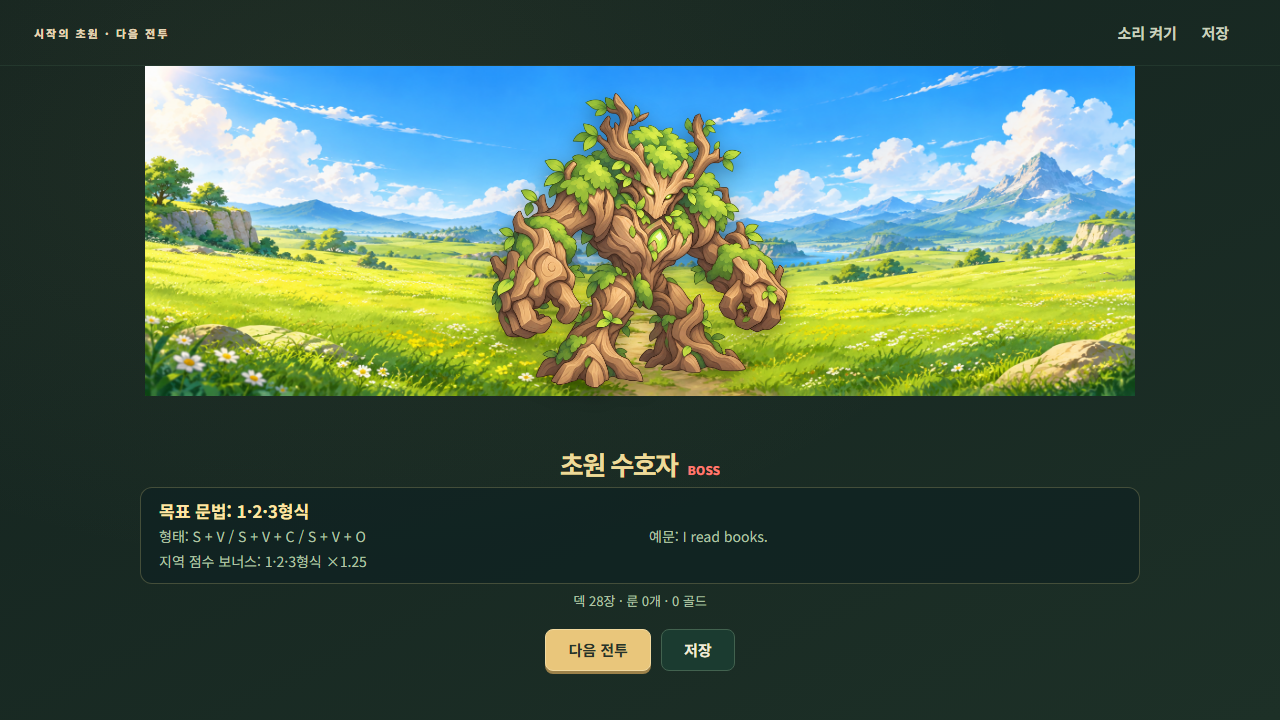 시작의 초원 · 다음 전투
소리 켜기 저장
초원 수호자 BOSS
목표 문법: 1·2·3형식
형태: S + V / S + V + C / S + V + O
예문: I read books.
지역 점수 보너스: 1·2·3형식 ×1.25
덱 28장 · 룬 0개 · 0 골드
다음 전투
저장